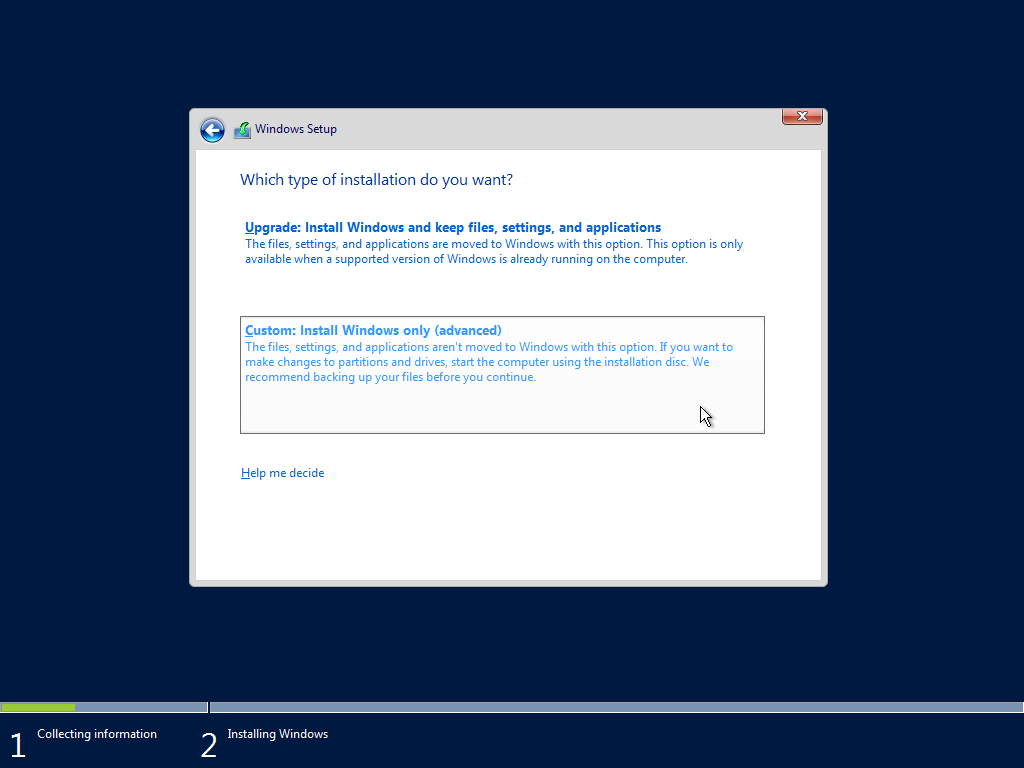 Windows Setup
Which type of installation do you want?
Upgrade: Install Windows and keep files, settings, and applications
The files, settings, and applications are moved to Windows with this option. This option is only
available when a supported version of Windows is already running on the computer.
Custom: Install Windows only (advanced)
The files, settings, and applications aren't moved to Windows with this option. If you want to
make changes to partitions and drives, start the computer using the installation disc. We
recommend backing up your files before you continue.
Help me decide
1 Collecting information
2 Installing Windows